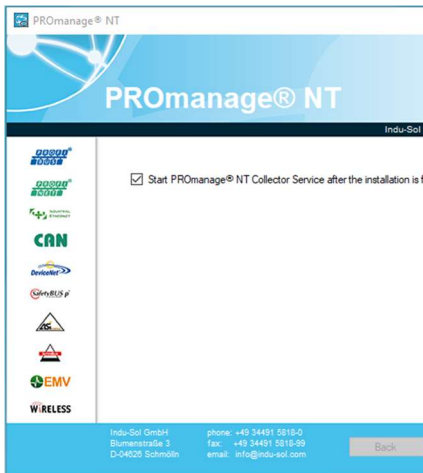 PROmanage® NT
PROmanage® NT
Indu-Sol
Start PROmanage® NT Collector Service after the installation is f
INDUSTRIAL
ETHERNET
CAN
DeviceNet
SafetyBUS p
EMV
WiRELESS
Indu-Sol GmbH
Blumenstraße 3
D-04626 Schmölln
phone: +49 34491 5818-0
fax: +49 34491 5818-99
email: info@indu-sol.com
Back